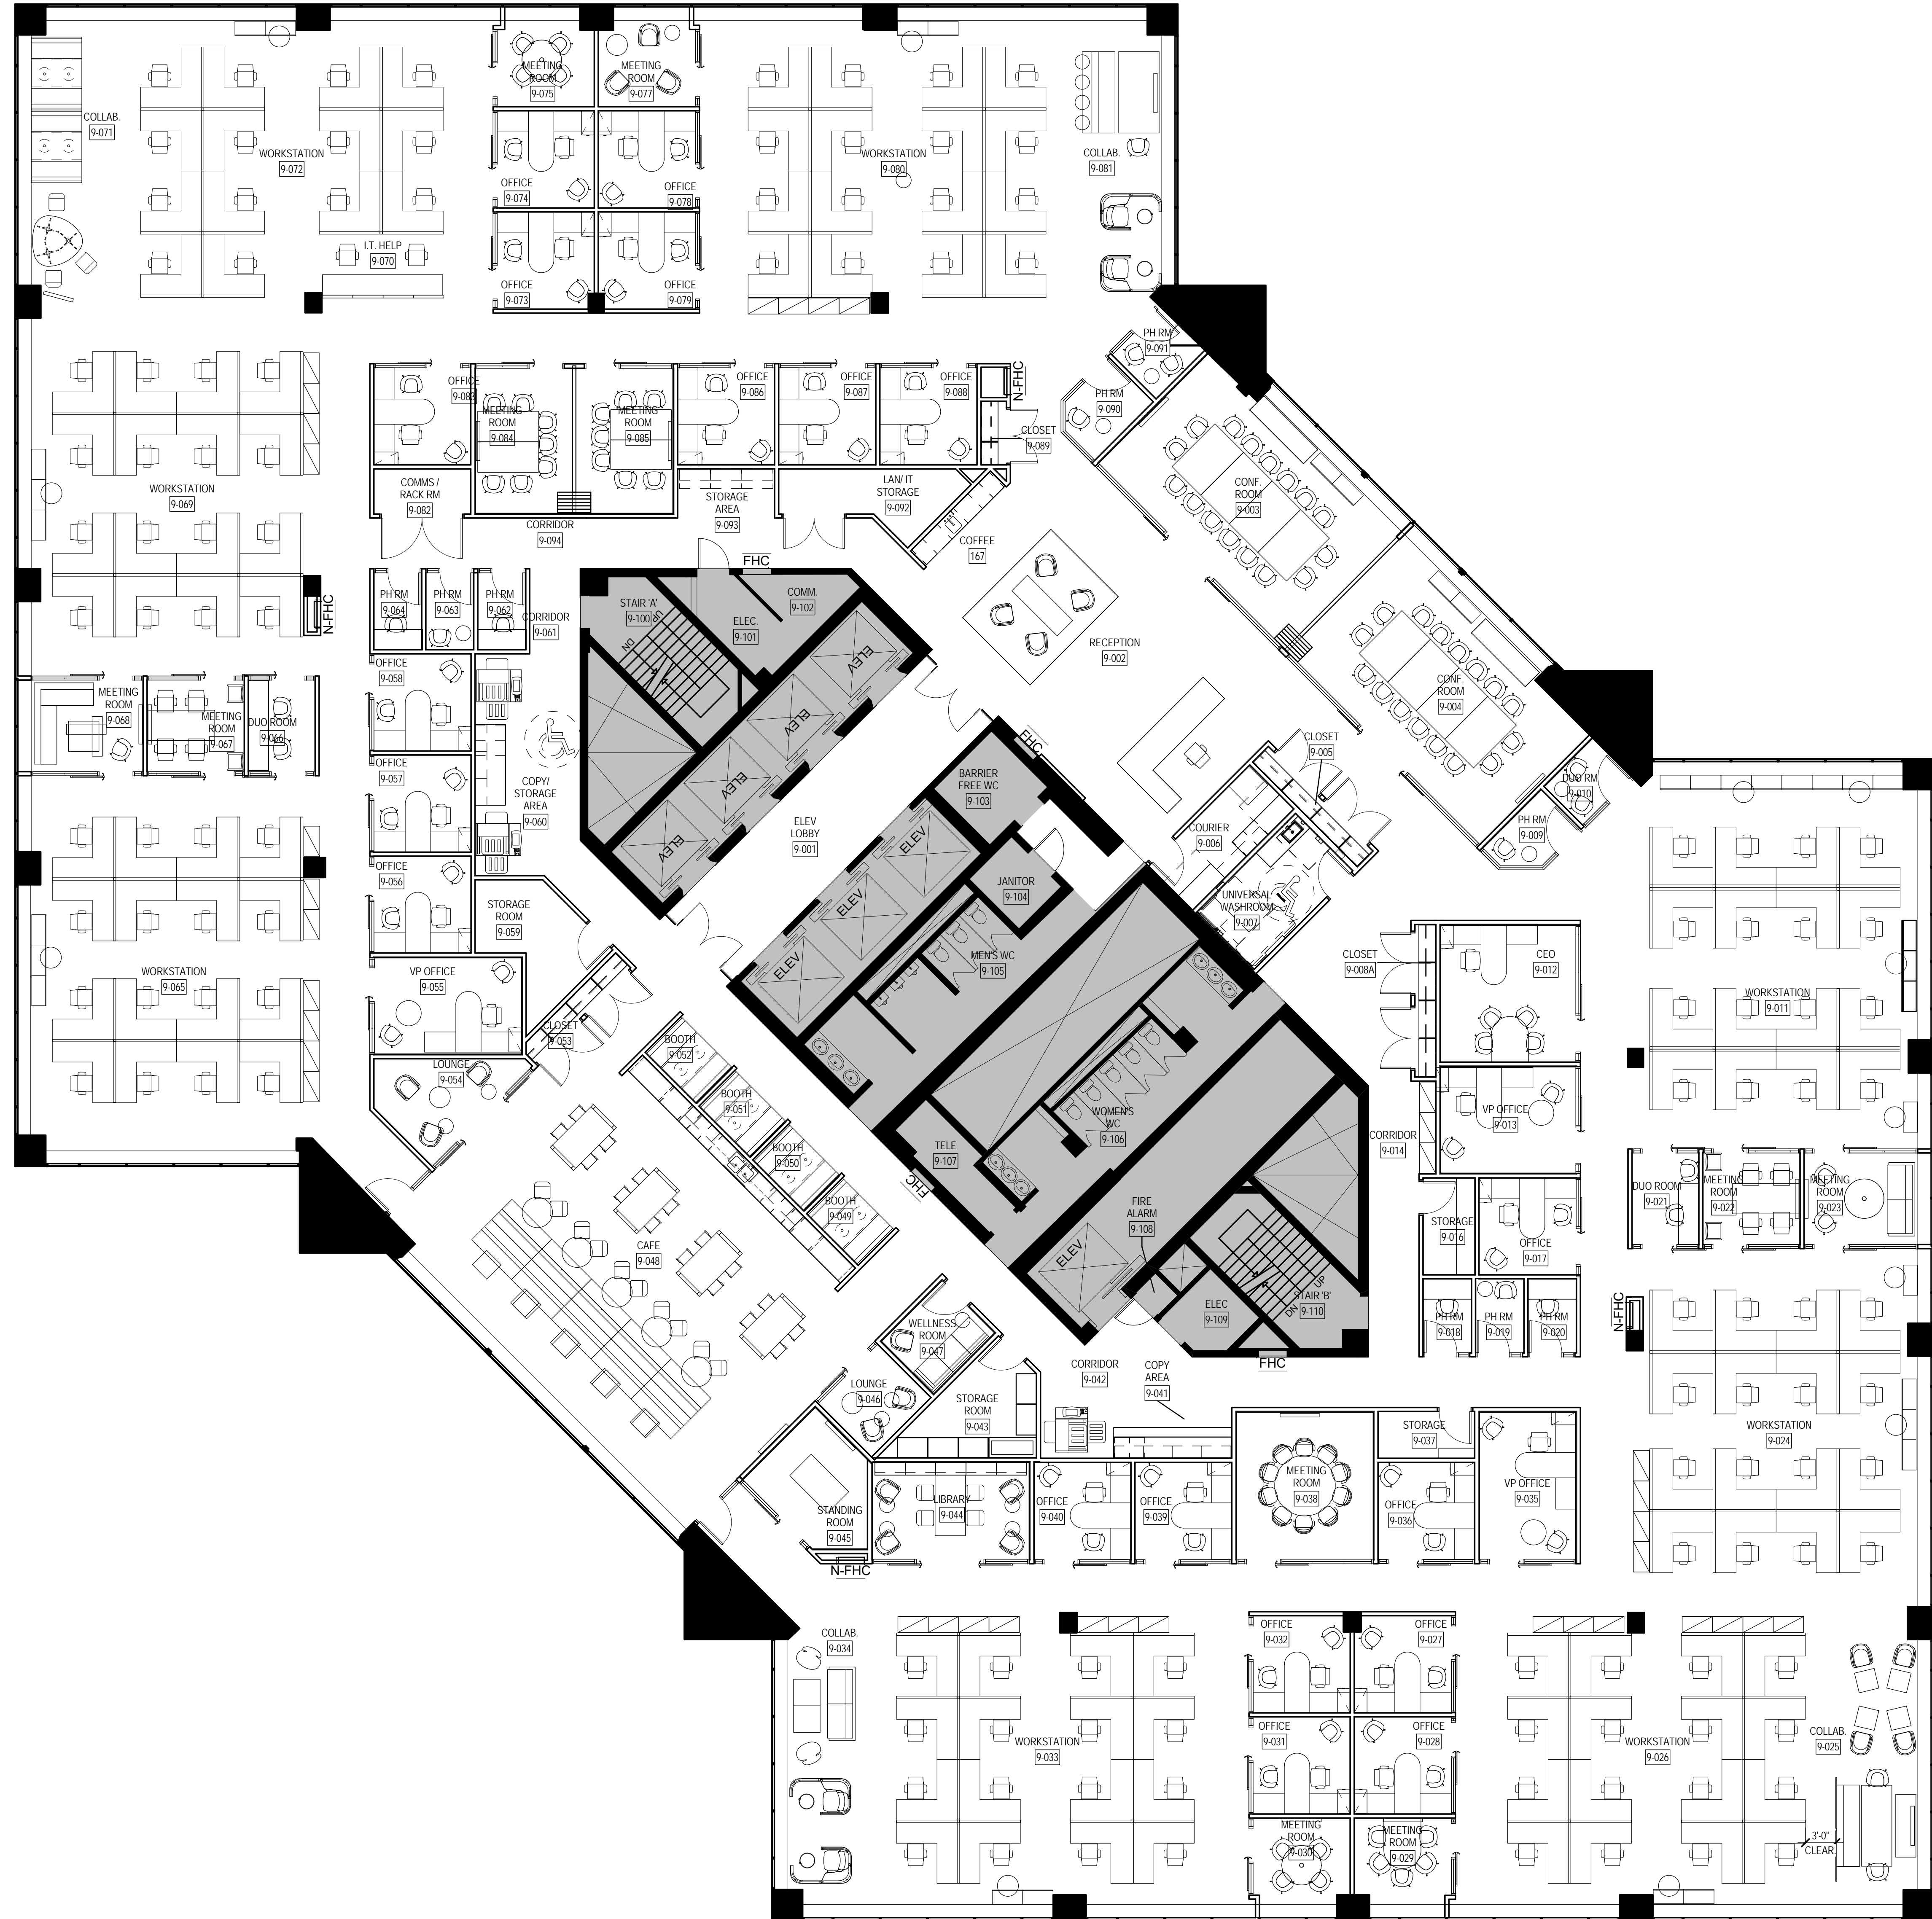 MEETING
ROOM
9-075
MEETING
ROOM
9-077
COLLAB.
9-071
WORKSTATION
9-072
OFFICE
9-074
OFFICE
9-078
WORKSTATION
9-080
COLLAB.
9-081
I.T. HELP
9-070
OFFICE
9-073
OFFICE
9-079
PH RM
9-091
PH RM
9-090
OFFICE
9-083
MEETING
ROOM
9-084
MEETING
ROOM
9-085
OFFICE
9-086
OFFICE
9-087
OFFICE
9-088
N-FHC
CLOSET
9-089
WORKSTATION
9-069
COMMS /
RACK RM
9-082
STORAGE
AREA
9-093
LAN/ IT
STORAGE
9-092
CORRIDOR
9-094
COFFEE
167
CONF.
ROOM
9-003
FHC
PH RM
9-064
PH RM
9-063
PH RM
9-062
CORRIDOR
9-061
N-FHC
STAIR 'A'
9-100
UP
DN
ELEC.
9-101
COMM.
9-102
RECEPTION
9-002
CONF.
ROOM
9-004
OFFICE
9-058
MEETING
ROOM
9-068
MEETING
ROOM
9-067
DUO ROOM
9-066
ELEV
ELEV
ELEV
ELEV
FHC
CLOSET
9-005
OFFICE
9-057
COPY/
STORAGE
AREA
9-060
BARRIER
FREE WC
9-103
DUO RM
9-010
PH RM
9-009
ELEV
LOBBY
9-001
COURIER
9-006
OFFICE
9-056
ELEV
ELEV
ELEV
JANITOR
9-104
UNIVERSAL
WASHROOM
9-007
STORAGE
ROOM
9-059
WORKSTATION
9-065
VP OFFICE
9-055
MEN'S WC
9-105
CLOSET
9-008A
CEO
9-012
WORKSTATION
9-011
CLOSET
9-053
BOOTH
9-052
LOUNGE
9-054
BOOTH
9-051
BOOTH
9-050
BOOTH
9-049
WOMEN'S
WC
9-106
VP OFFICE
9-013
CORRIDOR
9-014
TELE
9-107
FHC
DUO ROOM
9-021
MEETING
ROOM
9-022
MEETING
ROOM
9-023
FIRE
ALARM
9-108
STORAGE
9-016
OFFICE
9-017
CAFE
9-048
ELEV
UP
DN
STAIR 'B'
9-110
ELEC
9-109
PH RM
9-018
PH RM
9-019
PH RM
9-020
N-FHC
WELLNESS
ROOM
9-047
FHC
CORRIDOR
9-042
COPY
AREA
9-041
LOUNGE
9-046
STORAGE
ROOM
9-043
STORAGE
9-037
WORKSTATION
9-024
MEETING
ROOM
9-038
VP OFFICE
9-035
STANDING
ROOM
9-045
LIBRARY
9-044
OFFICE
9-040
OFFICE
9-039
OFFICE
9-036
N-FHC
COLLAB.
9-034
OFFICE
9-032
OFFICE
9-027
WORKSTATION
9-033
OFFICE
9-031
OFFICE
9-028
WORKSTATION
9-026
COLLAB.
9-025
MEETING
ROOM
9-030
MEETING
ROOM
9-029
3'-0"
CLEAR.